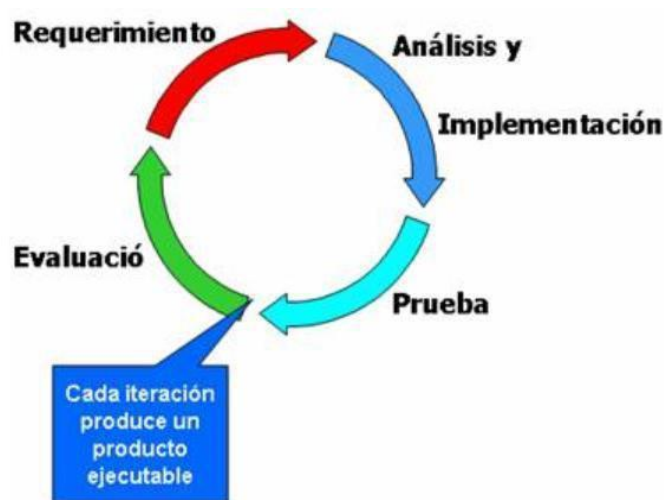 Requerimiento
Análisis y
Implementación
Evaluació
Prueba
Cada iteración
produce un
producto
ejecutable